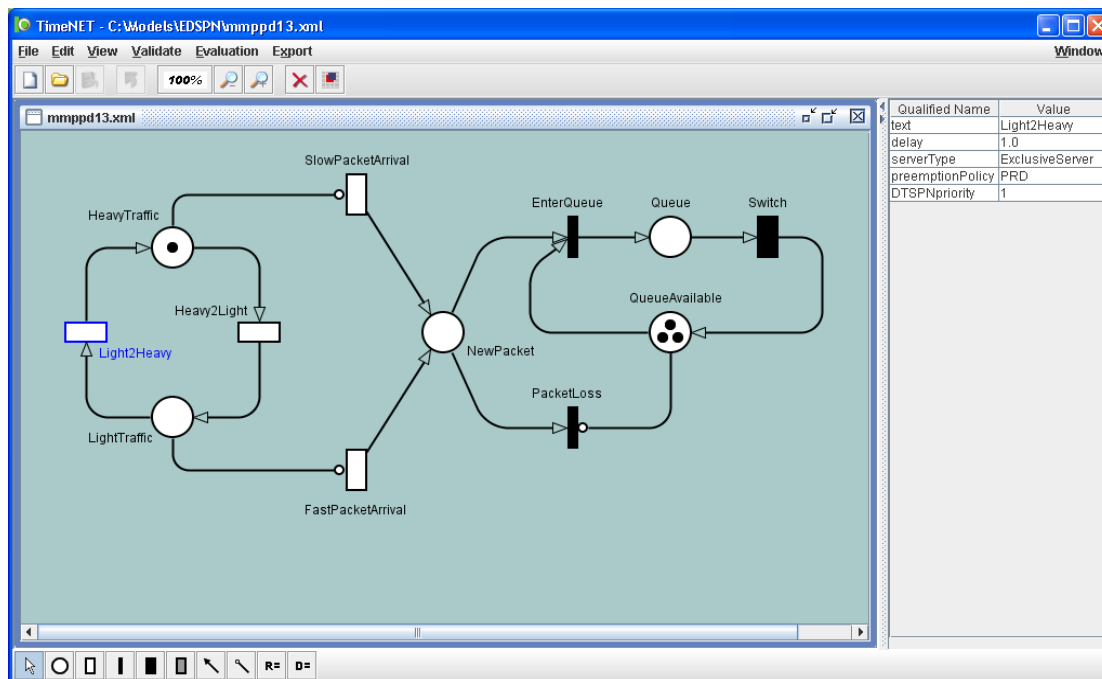 TimeNET - C:\Models\EDSPN\mmppd13.xml
File Edit View Validate Evaluation Export Window
100%
mmppd13.xml
Qualified Name Value
text Light2Heavy
delay 1.0
serverType ExclusiveServer
preemptionPolicy PRD
DTSPNpriority 1
SlowPacketArrival
HeavyTraffic
EnterQueue Queue Switch
Heavy2Light
QueueAvailable
Light2Heavy
NewPacket
PacketLoss
LightTraffic
FastPacketArrival
R= D=